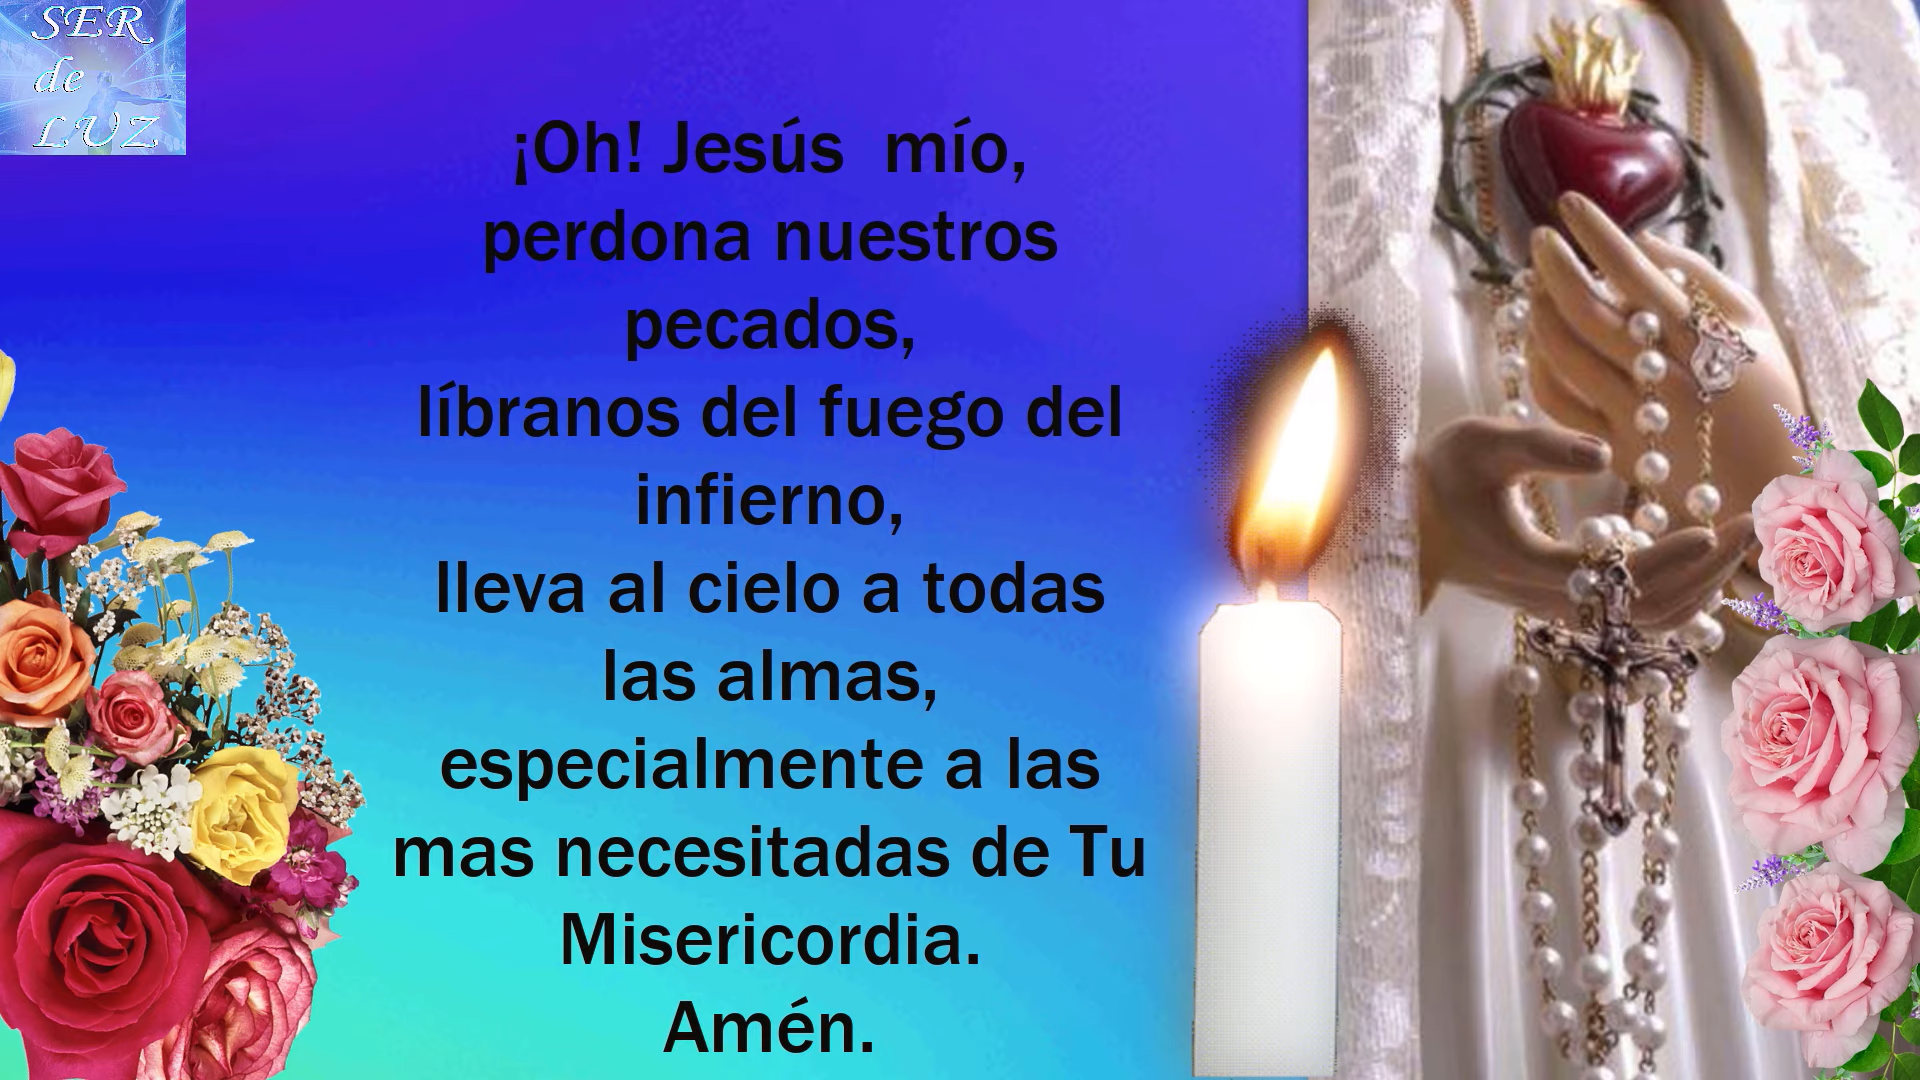 SER
de
LUZ
¡Oh! Jesús  mío,
perdona nuestros
pecados,
líbranos del fuego del
infierno,
lleva al cielo a todas
las almas,
especialmente a las
mas necesitadas de Tu
Misericordia.
Amén.